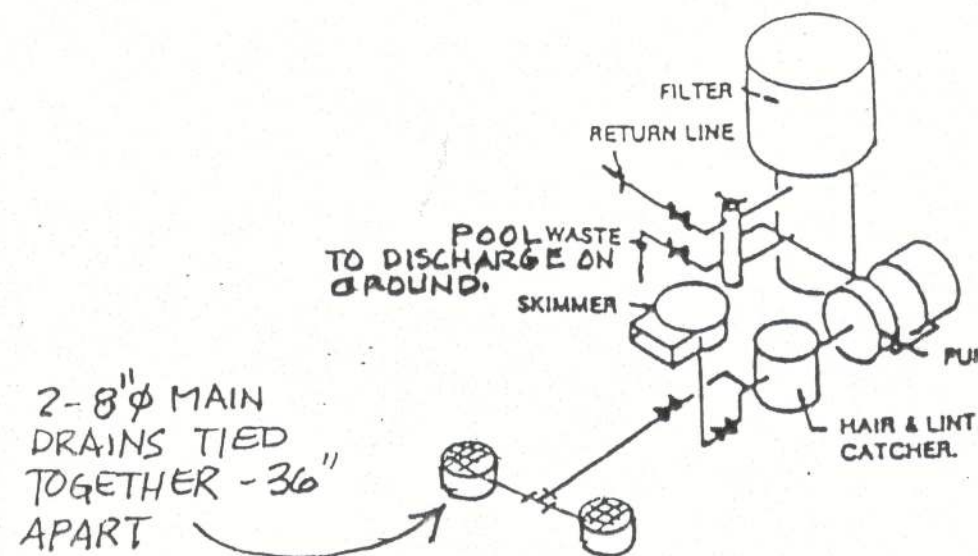 FILTER
RETURN LINE
POOL WASTE
TO DISCHARGE ON
GROUND.
SKIMMER
HAIR & LINT
CATCHER.
2-8"ø MAIN
DRAINS TIED
TOGETHER - 36"
APART